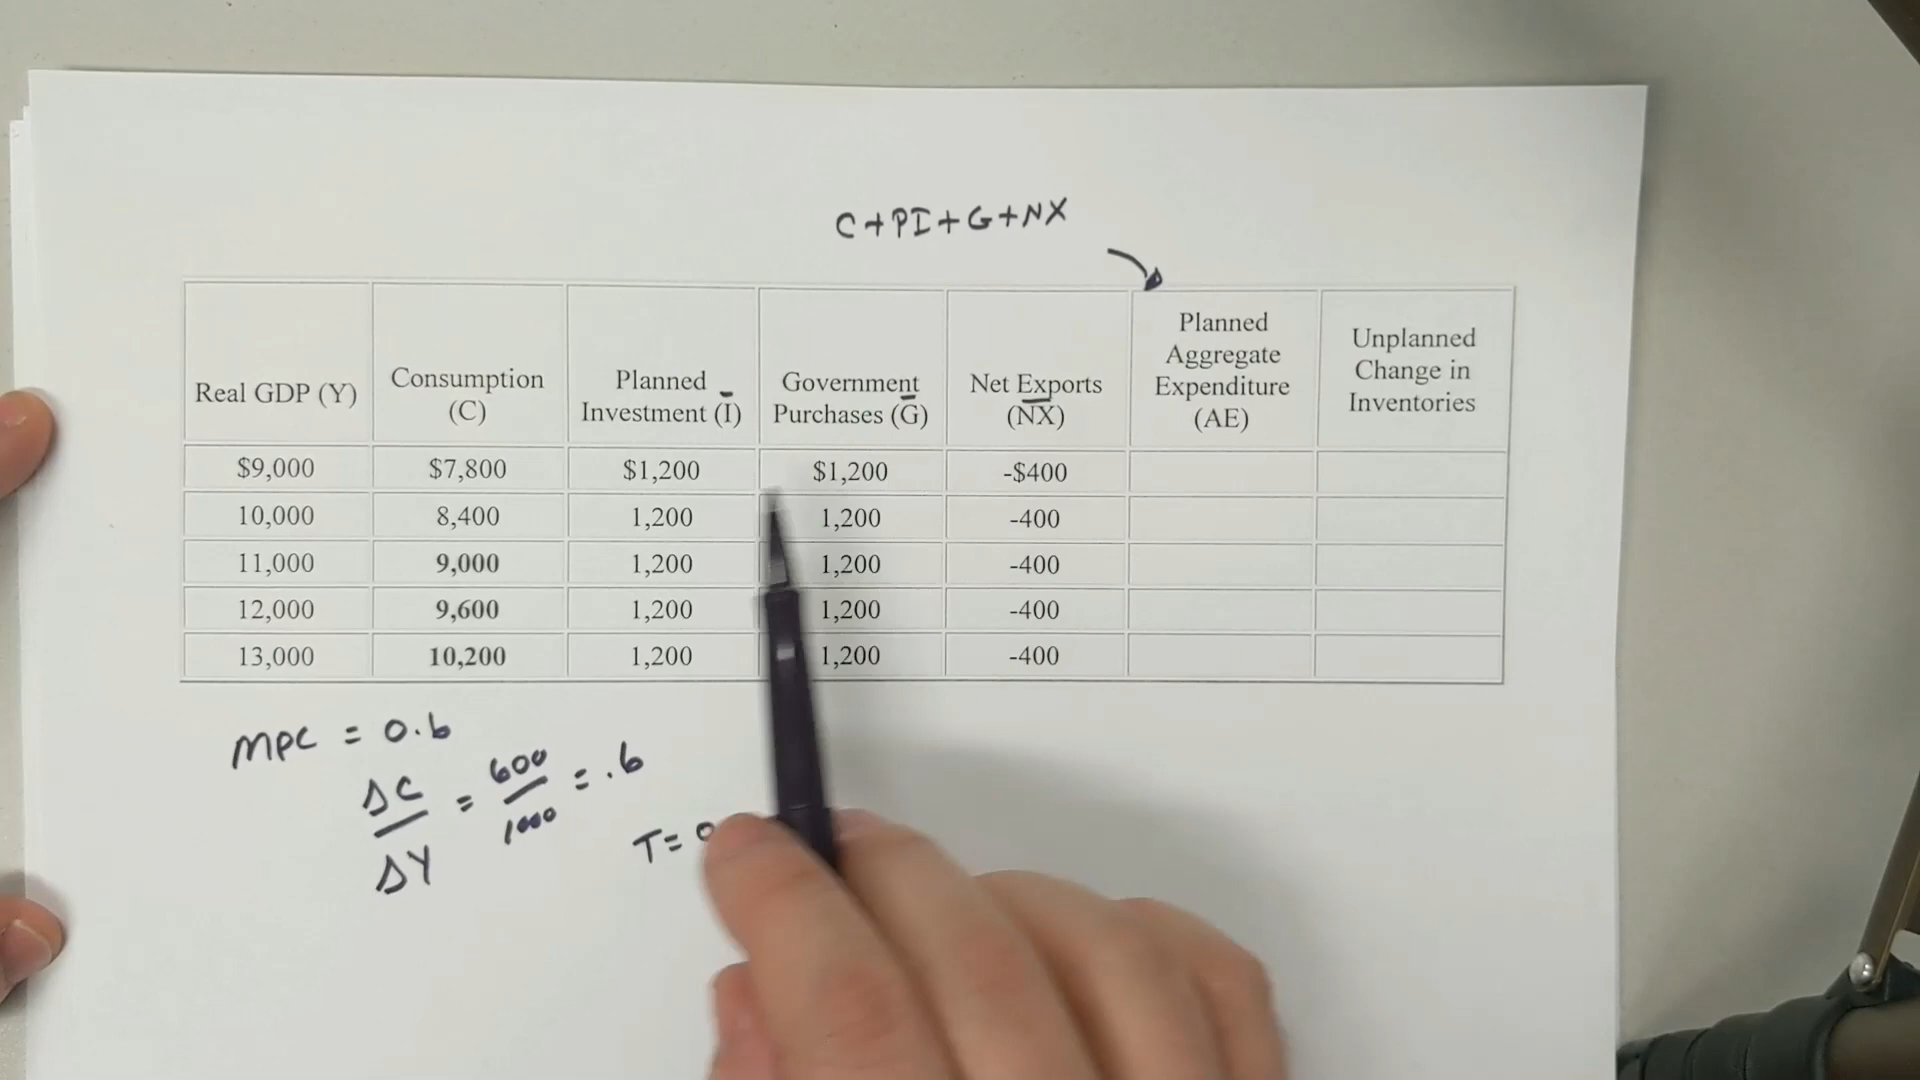 C+PI+G+NX
Real GDP (Y) Consumption (C) Planned Investment (I) Government Purchases (G) Net Exports (NX) Planned Aggregate Expenditure (AE) Unplanned Change in Inventories
$9,000 $7,800 $1,200 $1,200 -$400
10,000 8,400 1,200 1,200 -400
11,000 9,000 1,200 1,200 -400
12,000 9,600 1,200 1,200 -400
13,000 10,200 1,200 1,200 -400
MPC = 0.6
ΔC/ΔY = 600/1000 = .6
T=